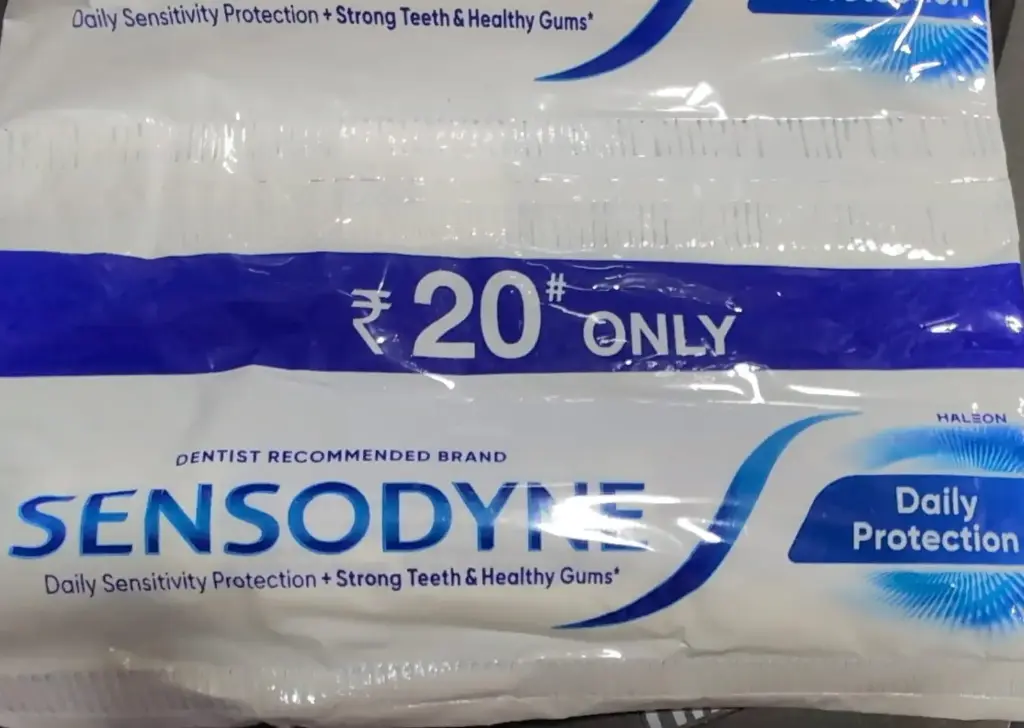 Daily Sensitivity Protection + Strong Teeth & Healthy Gums*
₹ 20# ONLY
HALEON
DENTIST RECOMMENDED BRAND
SENSODYNE
Daily
Protection
Daily Sensitivity Protection + Strong Teeth & Healthy Gums*